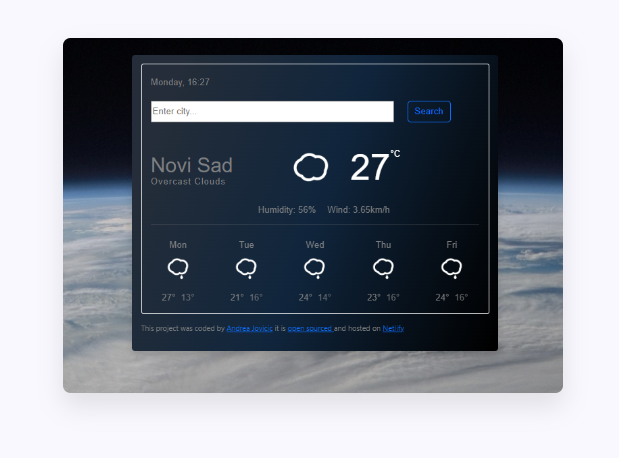 Monday, 16:27
Enter city...
Search
Novi Sad
Overcast Clouds
27°C
Humidity: 56% Wind: 3.65km/h
Mon Tue Wed Thu Fri
27° 13° 21° 16° 24° 14° 23° 16° 24° 16°
This project was coded by Andrea Jovicic it is open sourced and hosted on Netlify